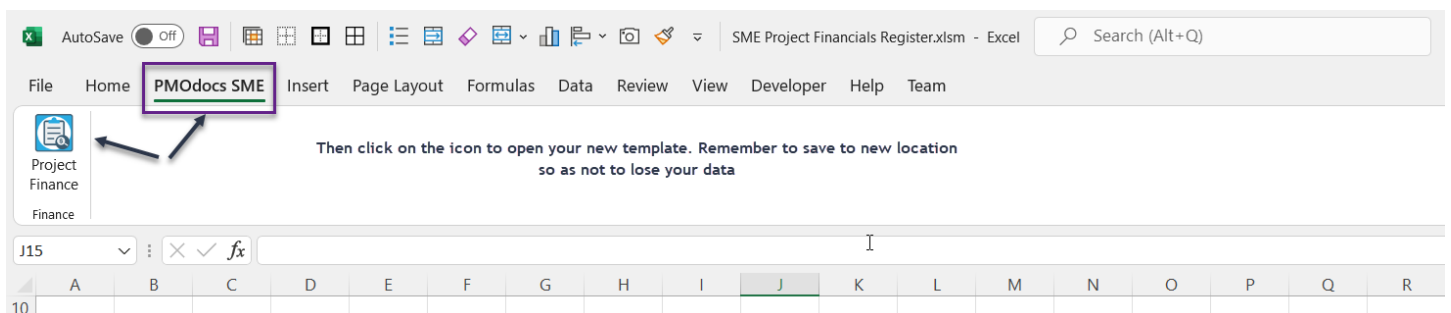 AutoSave Off SME Project Financials Register.xlsm - Excel Search (Alt+Q)
File Home PMOdocs SME Insert Page Layout Formulas Data Review View Developer Help Team
Then click on the icon to open your new template. Remember to save to new location
so as not to lose your data
Project
Finance
Finance
J15 fx
A B C D E F G H I J K L M N O P Q R
10